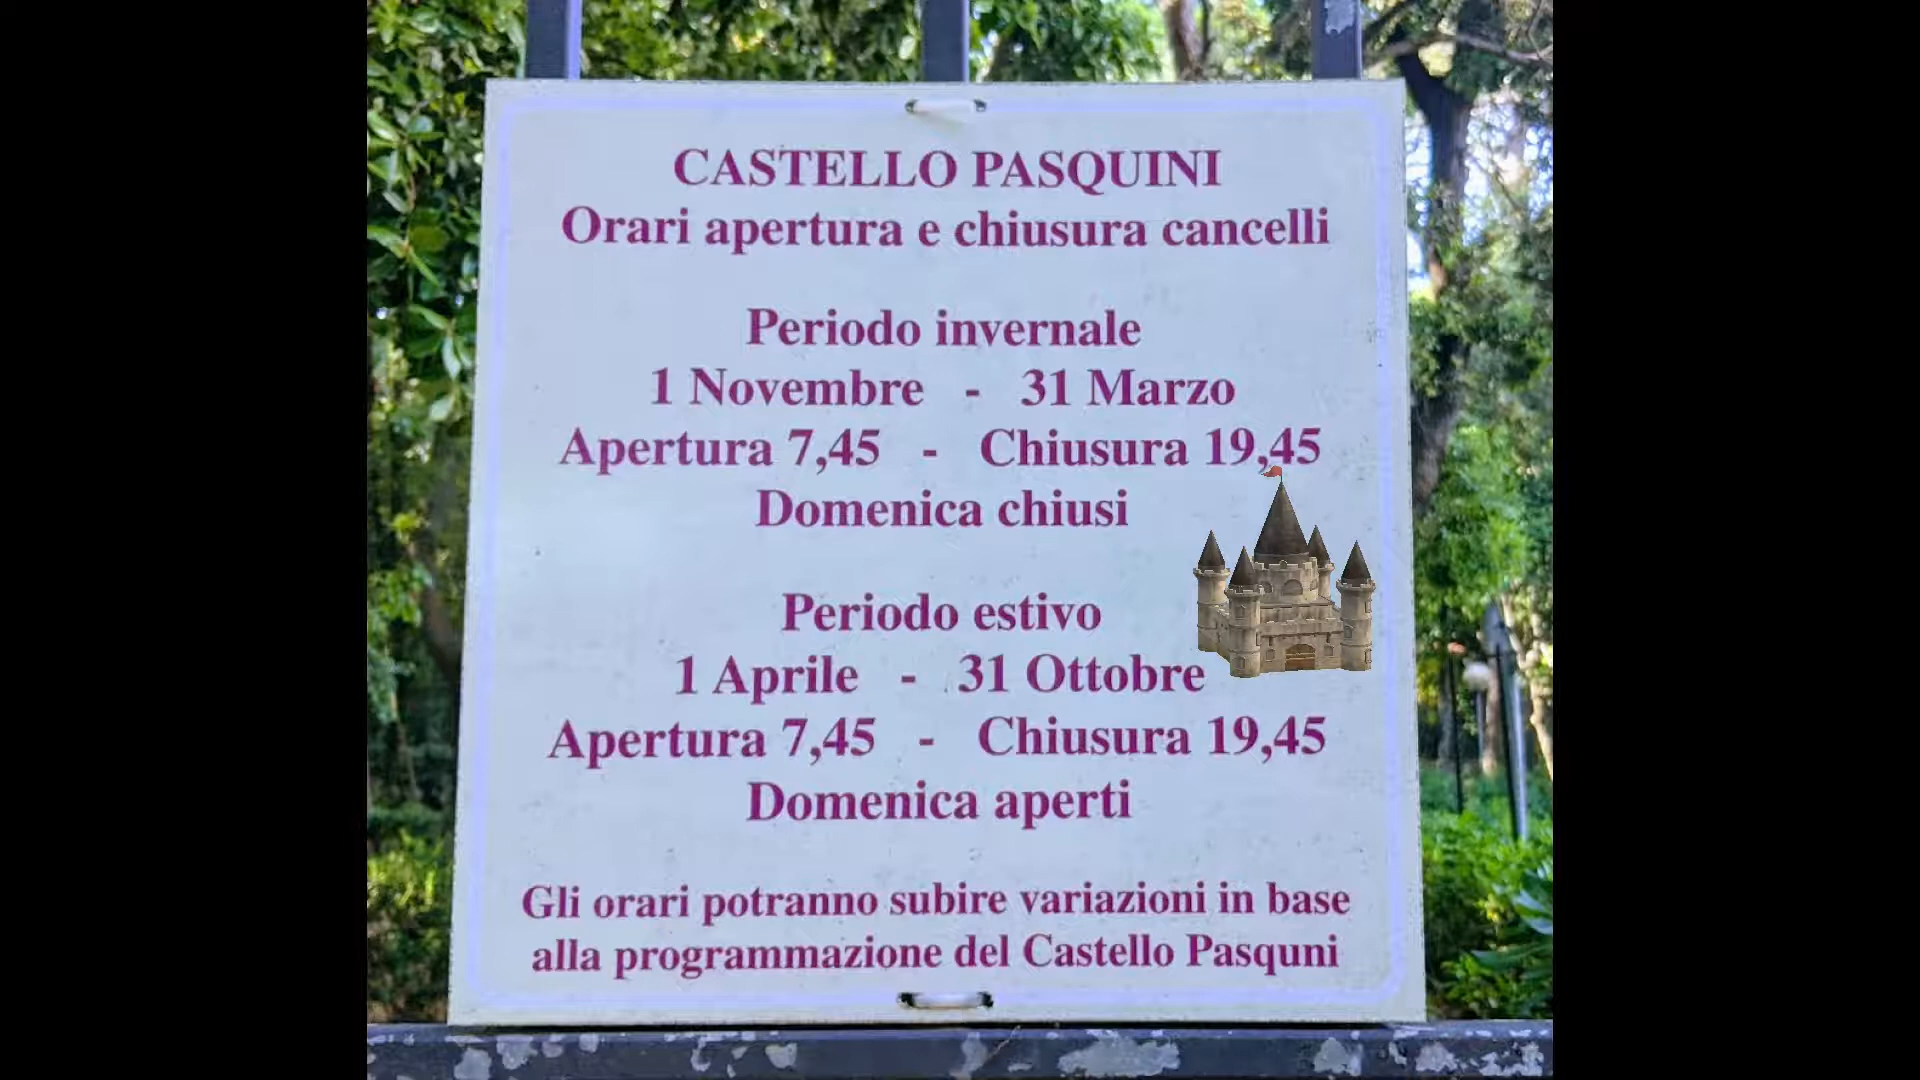 CASTELLO PASQUINI
Orari apertura e chiusura cancelli
Periodo invernale
1 Novembre - 31 Marzo
Apertura 7,45 - Chiusura 19,45
Domenica chiusi
Periodo estivo
1 Aprile - 31 Ottobre
Apertura 7,45 - Chiusura 19,45
Domenica aperti
Gli orari potranno subire variazioni in base
alla programmazione del Castello Pasquni